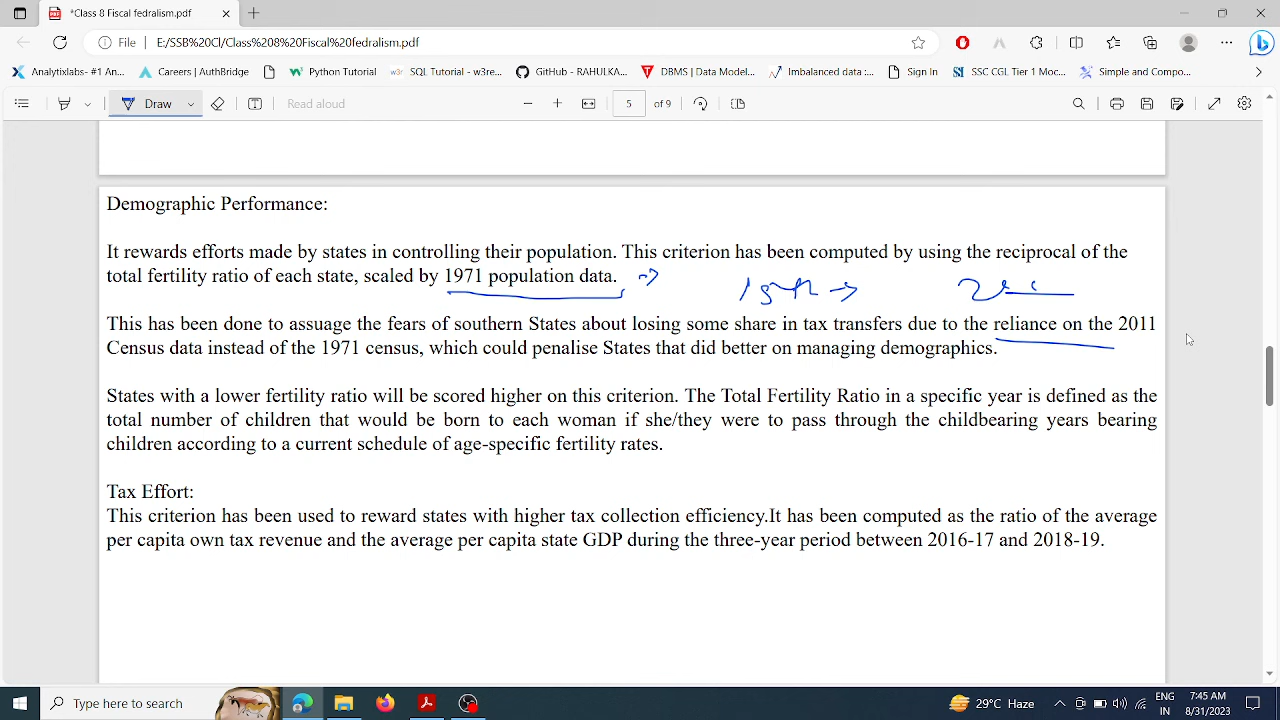 *Class 8 Fiscal fedralism.pdf
File
E:/SSB%20CI/Class%208%20Fiscal%20fedralism.pdf
Analytixlabs- #1 An...
Careers | AuthBridge
Python Tutorial
SQL Tutorial - w3re...
GitHub - RAHULKA...
DBMS | Data Model...
Imbalanced data :...
Sign In
SSC CGL Tier 1 Moc...
Simple and Compo...
Draw
Read aloud
5 of 9
Demographic Performance:
It rewards efforts made by states in controlling their population. This criterion has been computed by using the reciprocal of the
total fertility ratio of each state, scaled by 1971 population data.
15th
This has been done to assuage the fears of southern States about losing some share in tax transfers due to the reliance on the 2011
Census data instead of the 1971 census, which could penalise States that did better on managing demographics.
States with a lower fertility ratio will be scored higher on this criterion. The Total Fertility Ratio in a specific year is defined as the
total number of children that would be born to each woman if she/they were to pass through the childbearing years bearing
children according to a current schedule of age-specific fertility rates.
Tax Effort:
This criterion has been used to reward states with higher tax collection efficiency.It has been computed as the ratio of the average
per capita own tax revenue and the average per capita state GDP during the three-year period between 2016-17 and 2018-19.
Type here to search
29°C Haze
ENG
IN
7:45 AM
8/31/2023